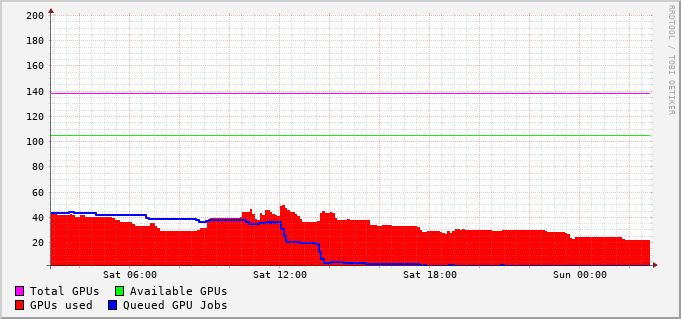 200
180
160
140
120
100
80
60
40
20
Sat 06:00 Sat 12:00 Sat 18:00 Sun 00:00
Total GPUs Available GPUs
GPUs used Queued GPU Jobs
RRDTOOL / TOBI OETIKER